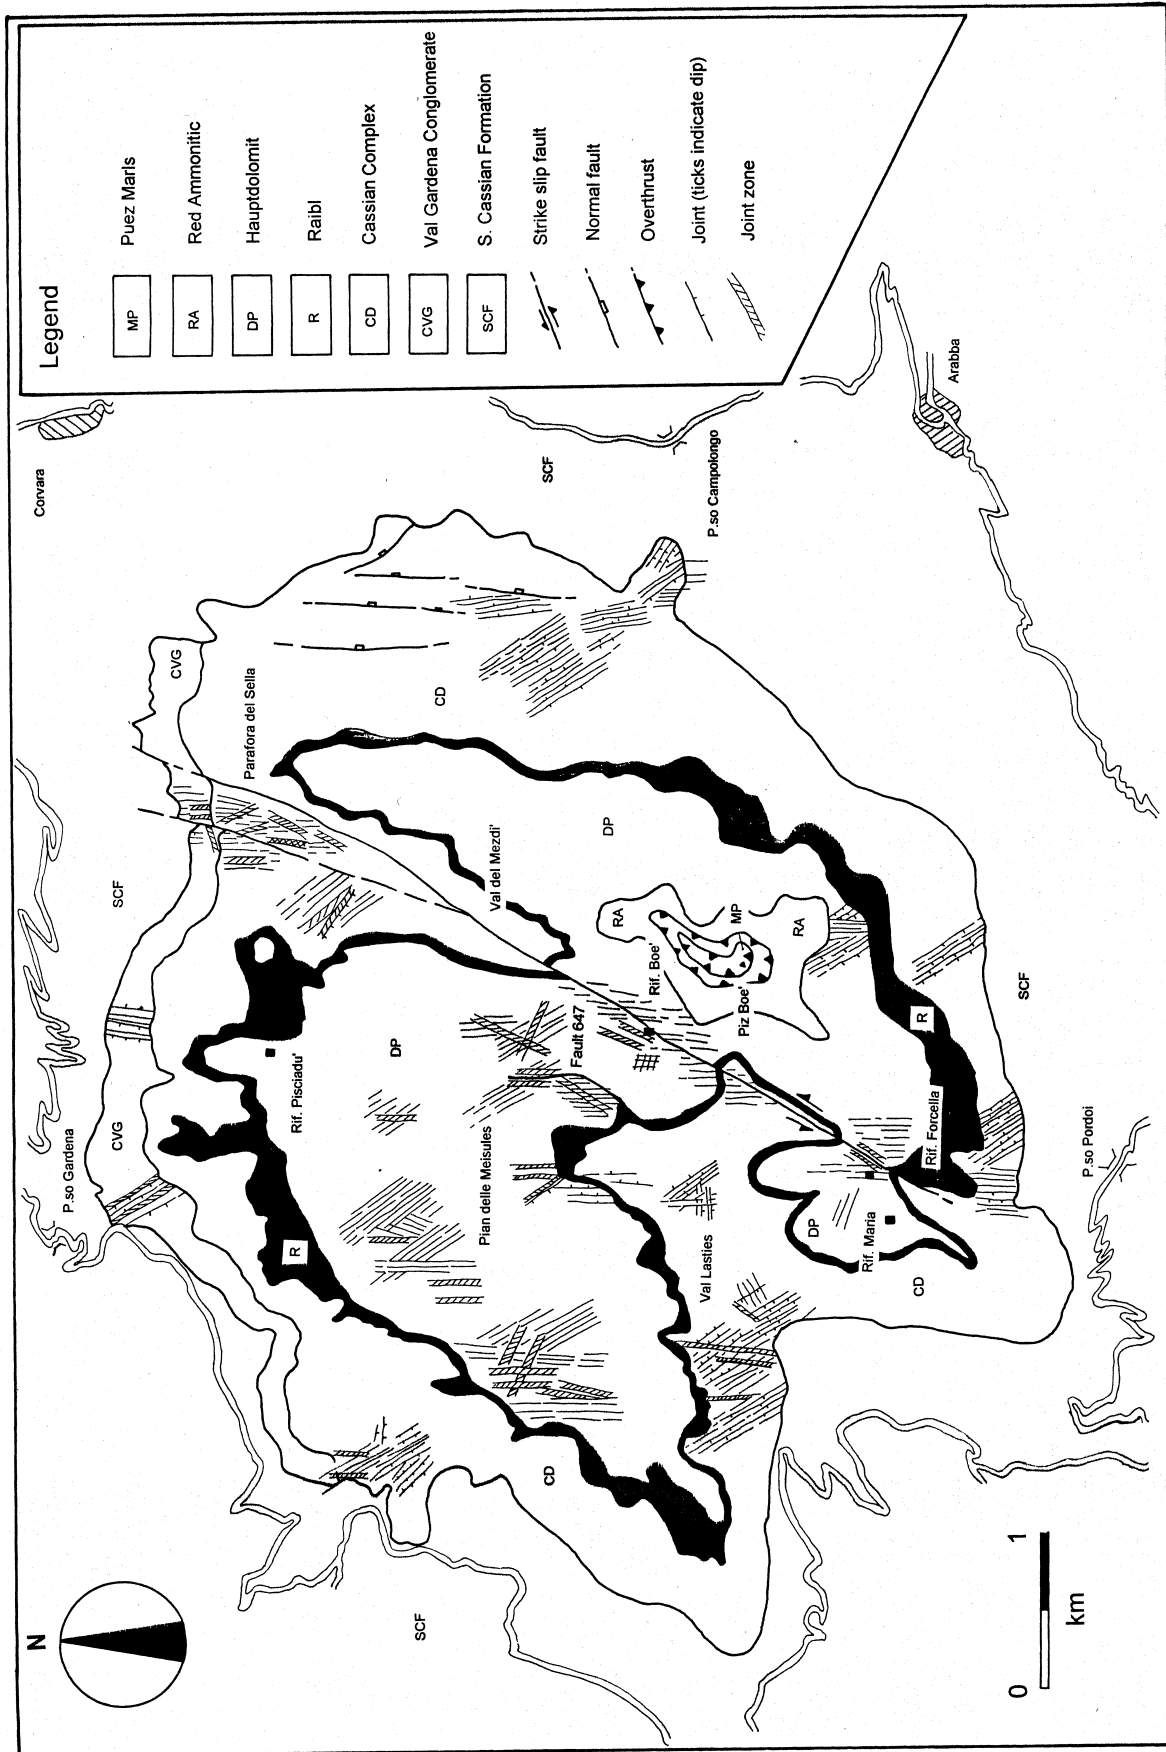 Legend
MP Puez Marls
RA Red Ammonitic
DP Hauptdolomit
R Raibl
CD Cassian Complex
CVG Val Gardena Conglomerate
SCF S. Cassian Formation
Strike slip fault
Normal fault
Overthrust
Joint (ticks indicate dip)
Joint zone
N
Corvara
P.so Gardena
SCF
CVG
CVG
Parafora del Sella
Rif. Pisciadu'
R
DP
CD
SCF
Val del Mezdi'
Pian delle Meisules
Fault 647
DP
RA
Rif. Boe'
MP
RA
Piz Boe'
P.so Campolongo
SCF
CD
Val Lasties
DP
Rif. Maria
CD
R
Rif. Forcella
SCF
Arabba
P.so Pordoi
0 1
km